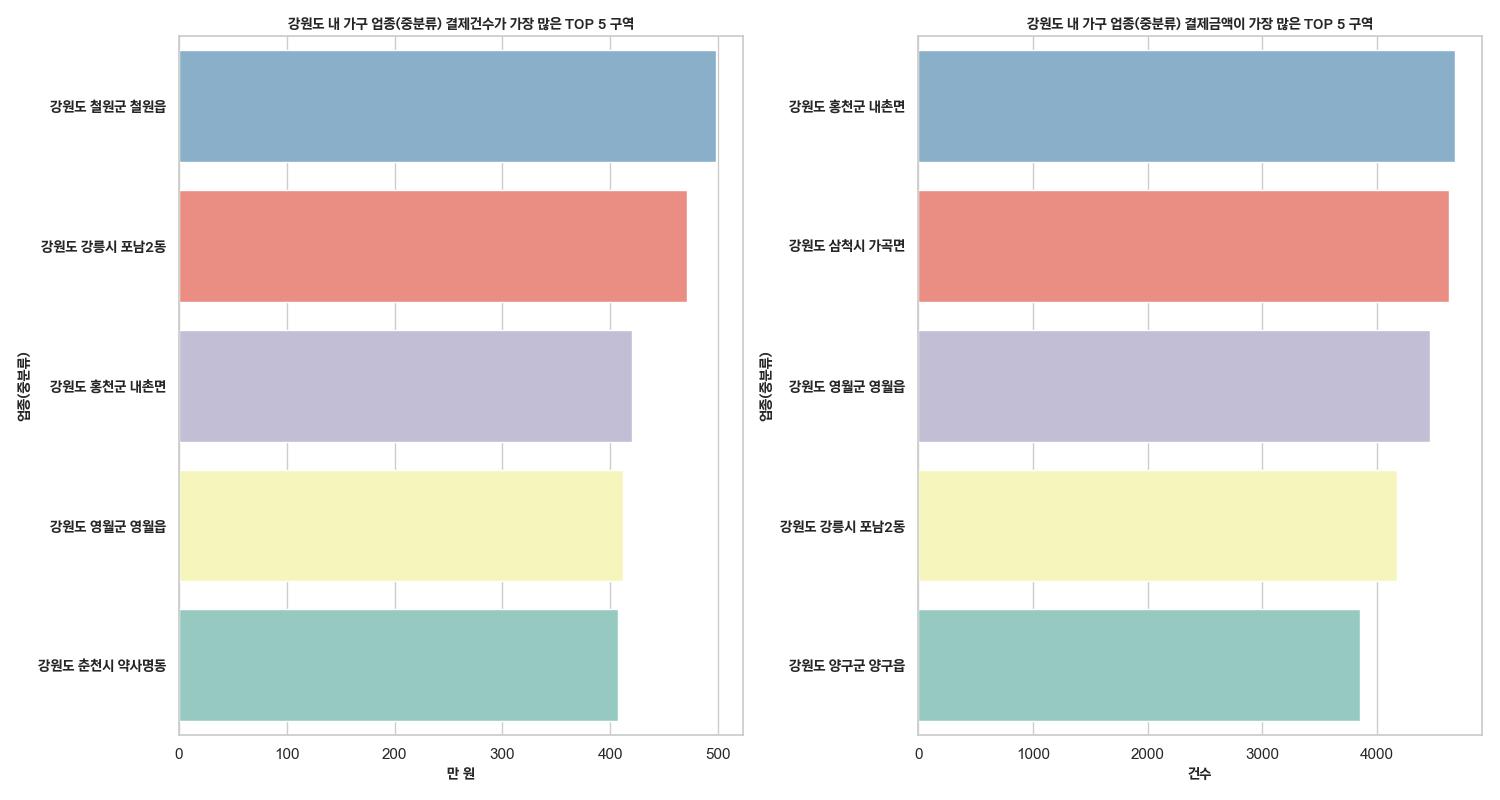 강원도 내 가구 업종(중분류) 결제건수가 가장 많은 TOP 5 구역
업종(중분류)
강원도 철원군 철원읍
강원도 강릉시 포남2동
강원도 홍천군 내촌면
강원도 영월군 영월읍
강원도 춘천시 약사명동
0 100 200 300 400 500
만 원
강원도 내 가구 업종(중분류) 결제금액이 가장 많은 TOP 5 구역
업종(중분류)
강원도 홍천군 내촌면
강원도 삼척시 가곡면
강원도 영월군 영월읍
강원도 강릉시 포남2동
강원도 양구군 양구읍
0 1000 2000 3000 4000
건수